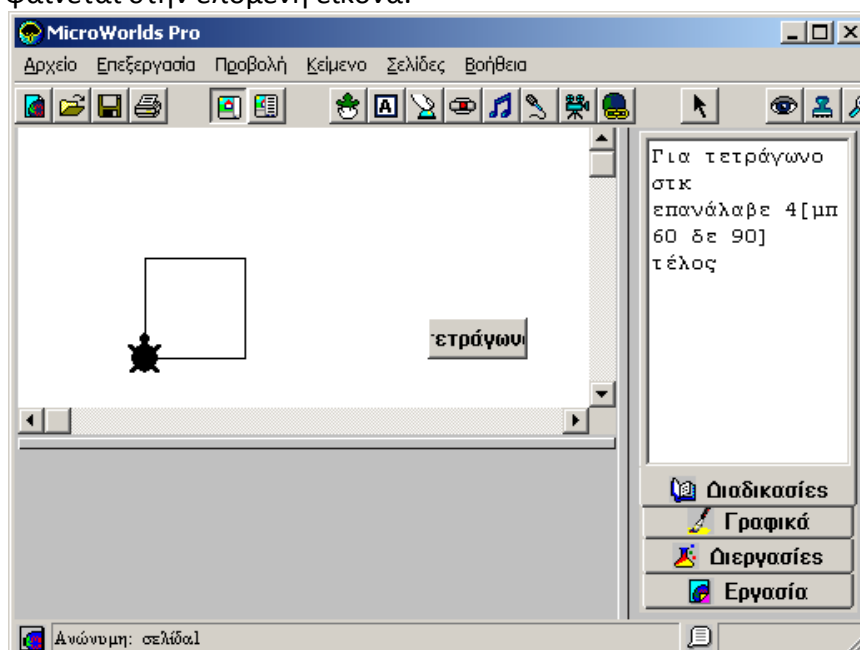 φαίνεται στην επόμενη εικόνα.
MicroWorlds Pro
Αρχείο Επεξεργασία Προβολή Κείμενο Σελίδες Βοήθεια
Για τετράγωνο
στκ
επανάλαβε 4[μπ
60 δε 90]
τέλος
τετράγωνο
Διαδικασίες
Γραφικά
Διεργασίες
Εργασία
Ανώνυμη: σελίδα1